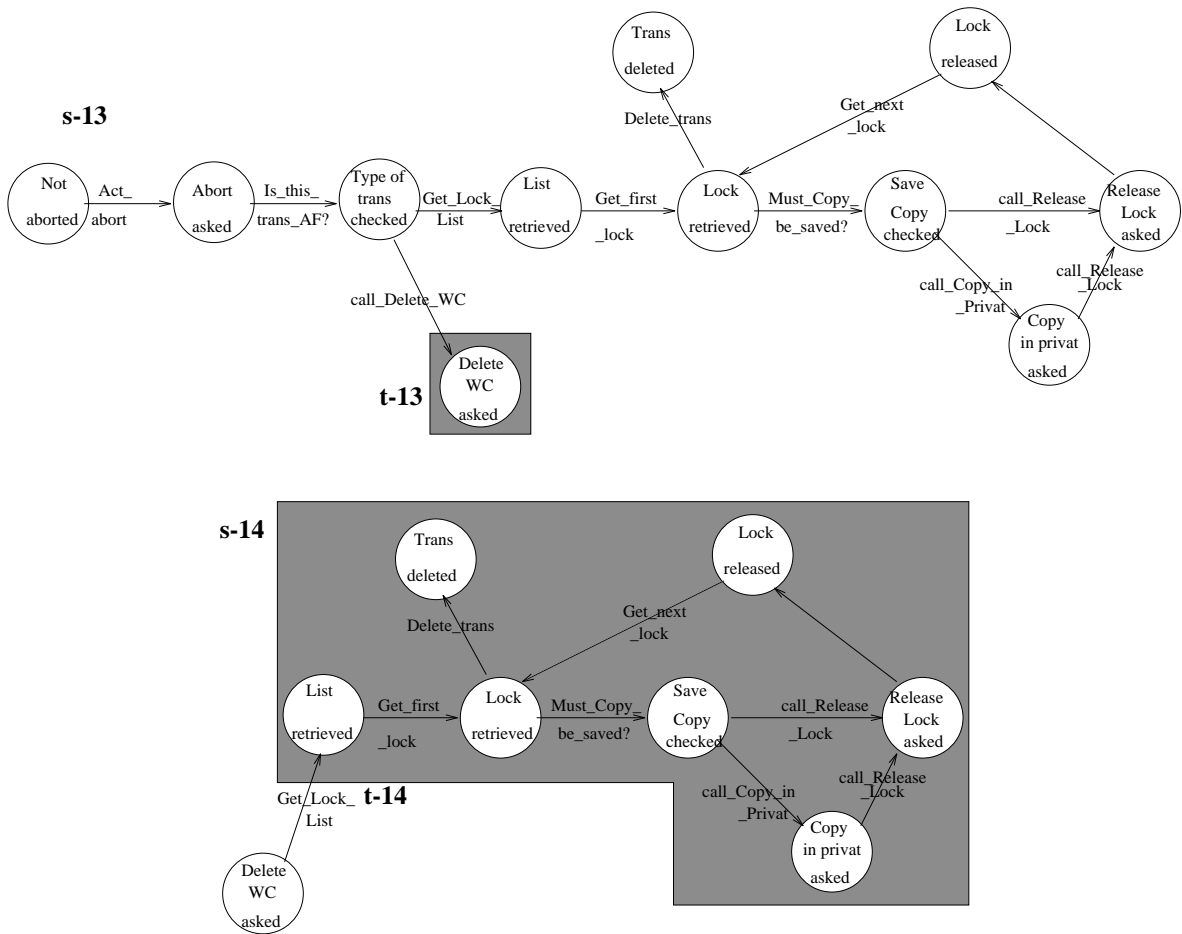 Trans
deleted
Lock
released
Delete_trans
Get_next
_lock
s-13
Not
aborted
Act_
abort
Abort
asked
Is_this_
trans_AF?
Type of
trans
checked
Get_Lock_
List
List
retrieved
Get_first
_lock
Lock
retrieved
Must_Copy_
be_saved?
Save
Copy
checked
call_Release
_Lock
Release
Lock
asked
call_Delete_WC
call_Copy_in
_Privat
call_Release
_Lock
Copy
in privat
asked
t-13
Delete
WC
asked
s-14
Trans
deleted
Lock
released
Delete_trans
Get_next
_lock
List
retrieved
Get_first
_lock
Lock
retrieved
Must_Copy_
be_saved?
Save
Copy
checked
call_Release
_Lock
Release
Lock
asked
Get_Lock_
List
t-14
call_Copy_in
_Privat
call_Release
_Lock
Copy
in privat
asked
Delete
WC
asked